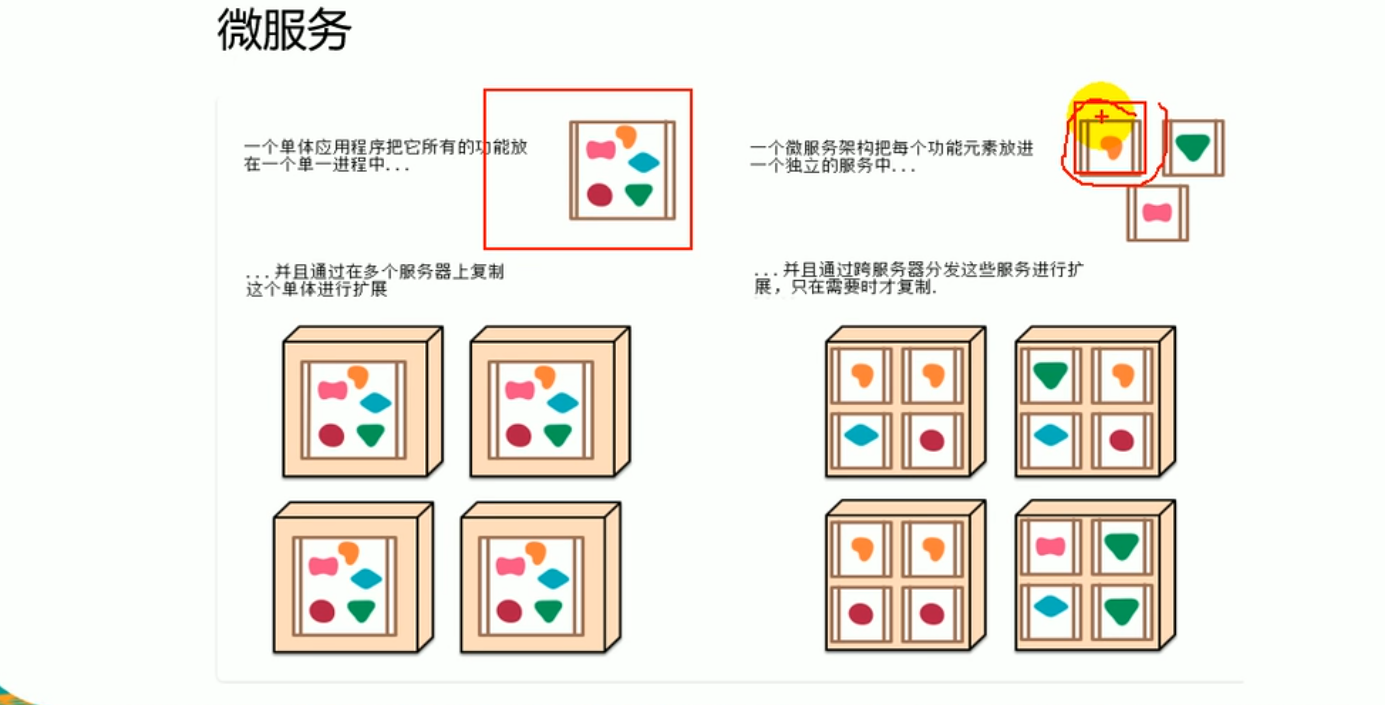 微服务
一个单体应用程序把它所有的功能放
在一个单一进程中...
一个微服务架构把每个功能元素放进
一个独立的服务中...
...并且通过在多个服务器上复制
这个单体进行扩展
...并且通过跨服务器分发这些服务进行扩
展，只在需要时才复制.